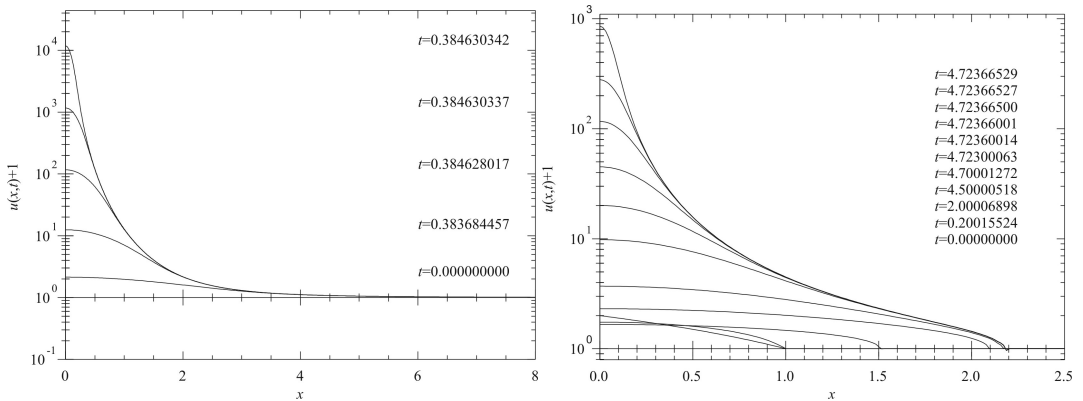 10^4
10^3
10^2
10^1
10^0
10^-1
u(x,t)+1
t=0.384630342
t=0.384630337
t=0.384628017
t=0.383684457
t=0.000000000
0 2 4 6 8
x
10^3
10^2
10^1
10^0
u(x,t)+1
t=4.72366529
t=4.72366527
t=4.72366500
t=4.72366001
t=4.72360014
t=4.72300063
t=4.70001272
t=4.50000518
t=2.00006898
t=0.20015524
t=0.00000000
0.0 0.5 1.0 1.5 2.0 2.5
x